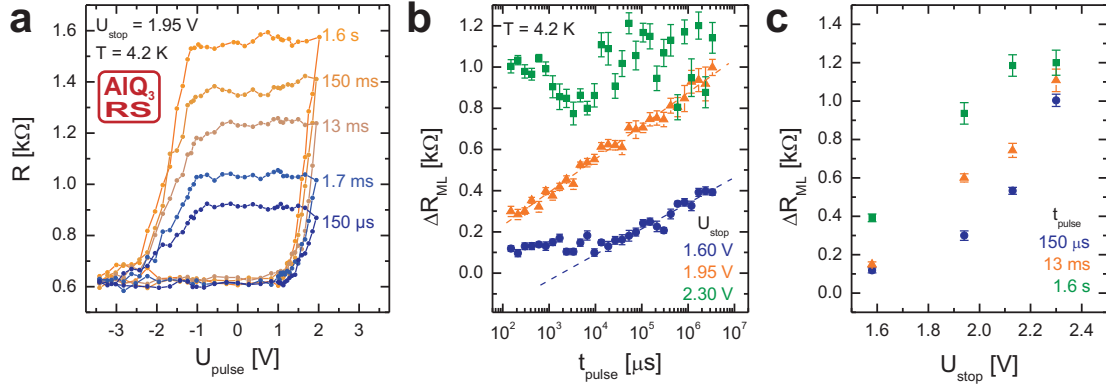 a
U_stop = 1.95 V
T = 4.2 K
AlQ_3
RS
1.6 s
150 ms
13 ms
1.7 ms
150 µs
R [kΩ]
1.6
1.4
1.2
1.0
0.8
0.6
-3 -2 -1 0 1 2 3
U_pulse [V]
b
T = 4.2 K
ΔR_ML [kΩ]
1.2
1.0
0.8
0.6
0.4
0.2
0.0
U_stop
1.60 V
1.95 V
2.30 V
10^2 10^3 10^4 10^5 10^6 10^7
t_pulse [µs]
c
ΔR_ML [kΩ]
1.4
1.2
1.0
0.8
0.6
0.4
0.2
0.0
t_pulse
150 µs
13 ms
1.6 s
1.6 1.8 2.0 2.2 2.4
U_stop [V]